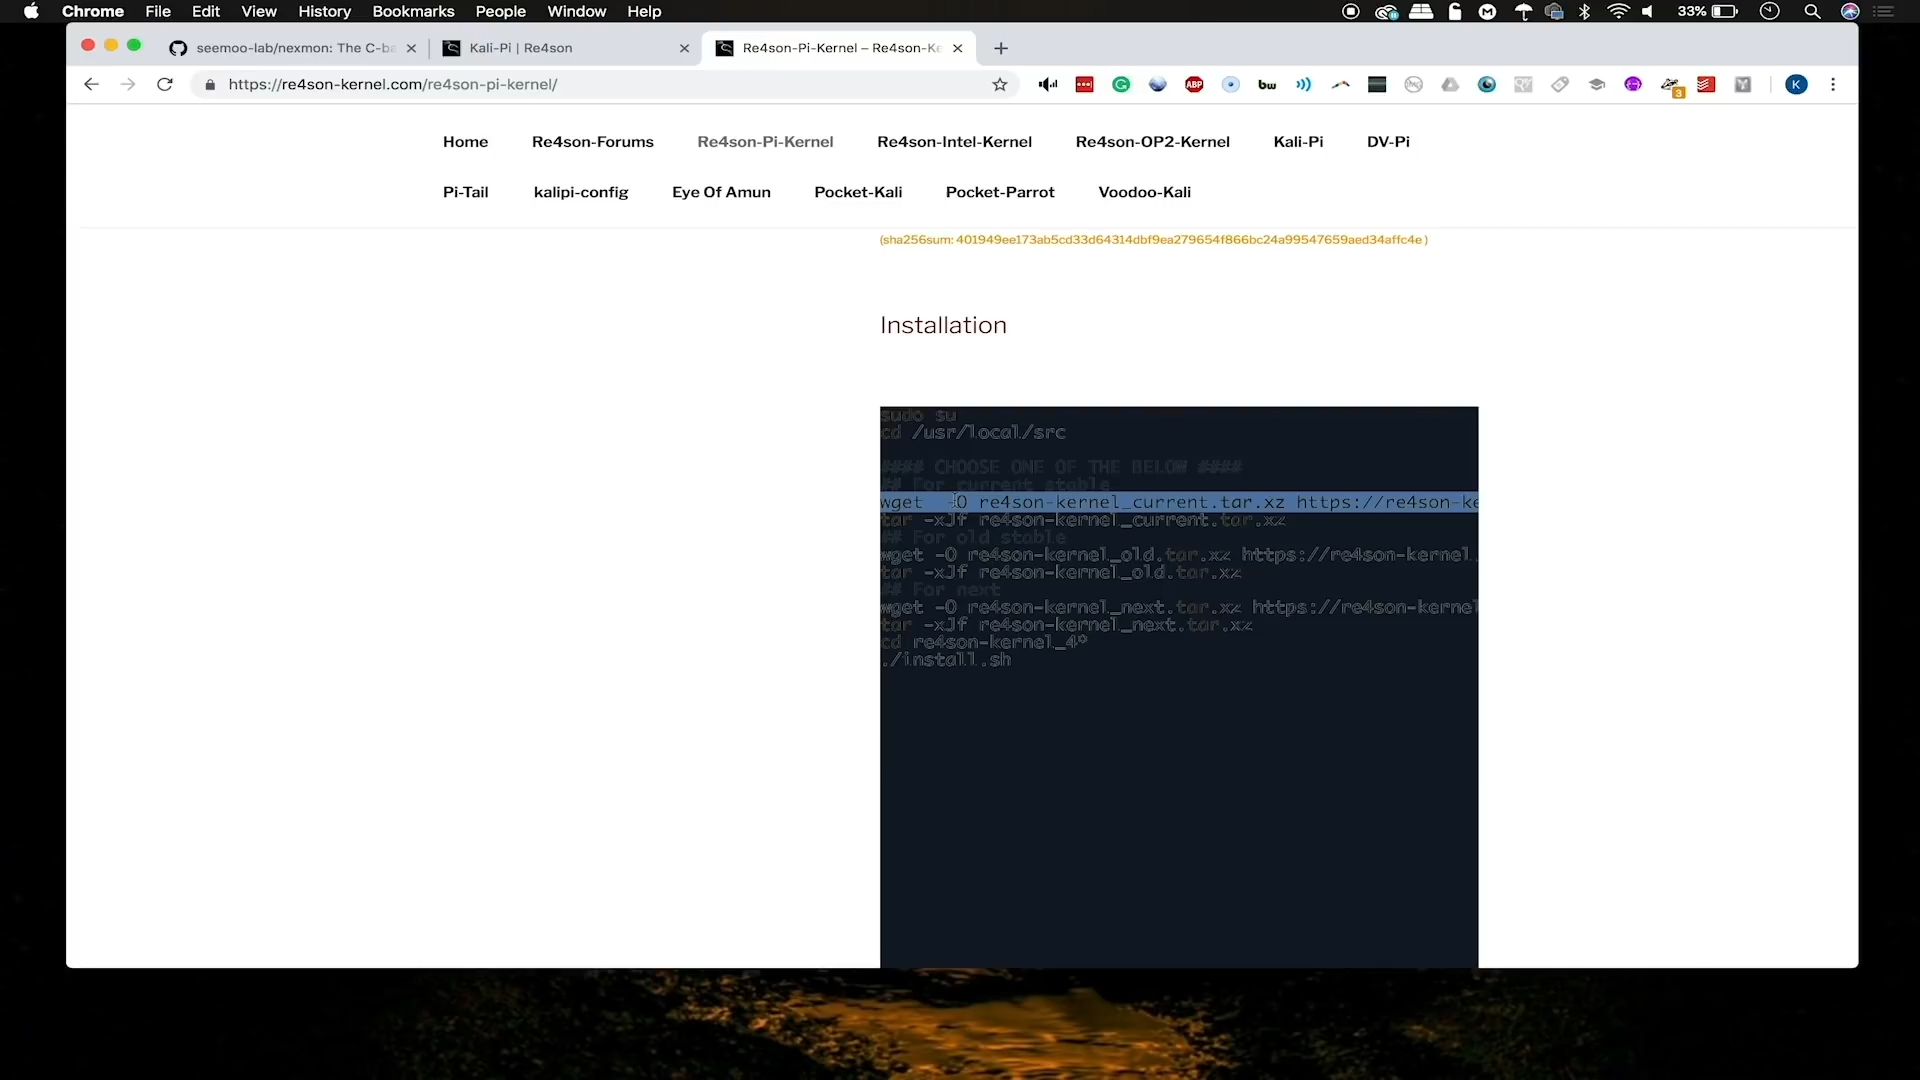 Chrome File Edit View History Bookmarks People Window Help 33%
seemoo-lab/nexmon: The C-ba Kali-Pi | Re4son Re4son-Pi-Kernel – Re4son-Ke
https://re4son-kernel.com/re4son-pi-kernel/ ABP bw 3 K
Home Re4son-Forums Re4son-Pi-Kernel Re4son-Intel-Kernel Re4son-OP2-Kernel Kali-Pi DV-Pi
Pi-Tail kalipi-config Eye Of Amun Pocket-Kali Pocket-Parrot Voodoo-Kali
(sha256sum: 401949ee173ab5cd33d64314dbf9ea279654f866bc24a99547659aed34affc4e )
Installation
sudo su
cd /usr/local/src
#### CHOOSE ONE OF THE BELOW ####
## For current stable
wget -O re4son-kernel_current.tar.xz https://re4son-ke
tar -xJf re4son-kernel_current.tar.xz
## For old stable
wget -O re4son-kernel_old.tar.xz https://re4son-kernel.
tar -xJf re4son-kernel_old.tar.xz
## For next
wget -O re4son-kernel_next.tar.xz https://re4son-kernel
tar -xJf re4son-kernel_next.tar.xz
cd re4son-kernel_4*
./install.sh